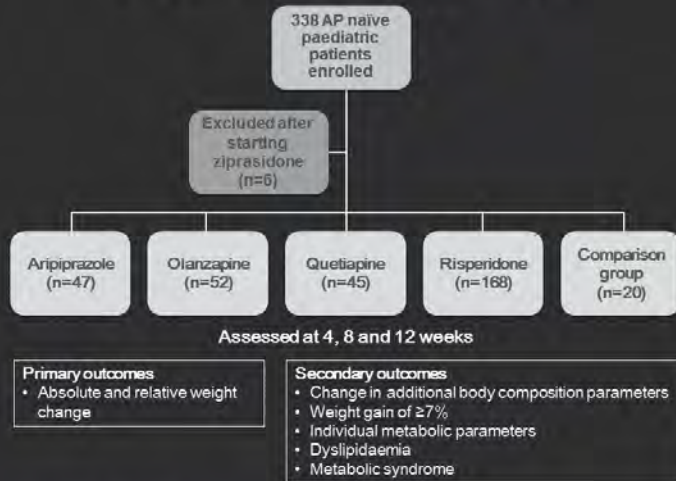 338 AP naïve
paediatric
patients
enrolled
Excluded after
starting
ziprasidone
(n=6)
Aripiprazole
(n=47)
Olanzapine
(n=52)
Quetiapine
(n=45)
Risperidone
(n=168)
Comparison
group
(n=20)
Assessed at 4, 8 and 12 weeks
Primary outcomes
• Absolute and relative weight
change
Secondary outcomes
• Change in additional body composition parameters
• Weight gain of ≥7%
• Individual metabolic parameters
• Dyslipidaemia
• Metabolic syndrome